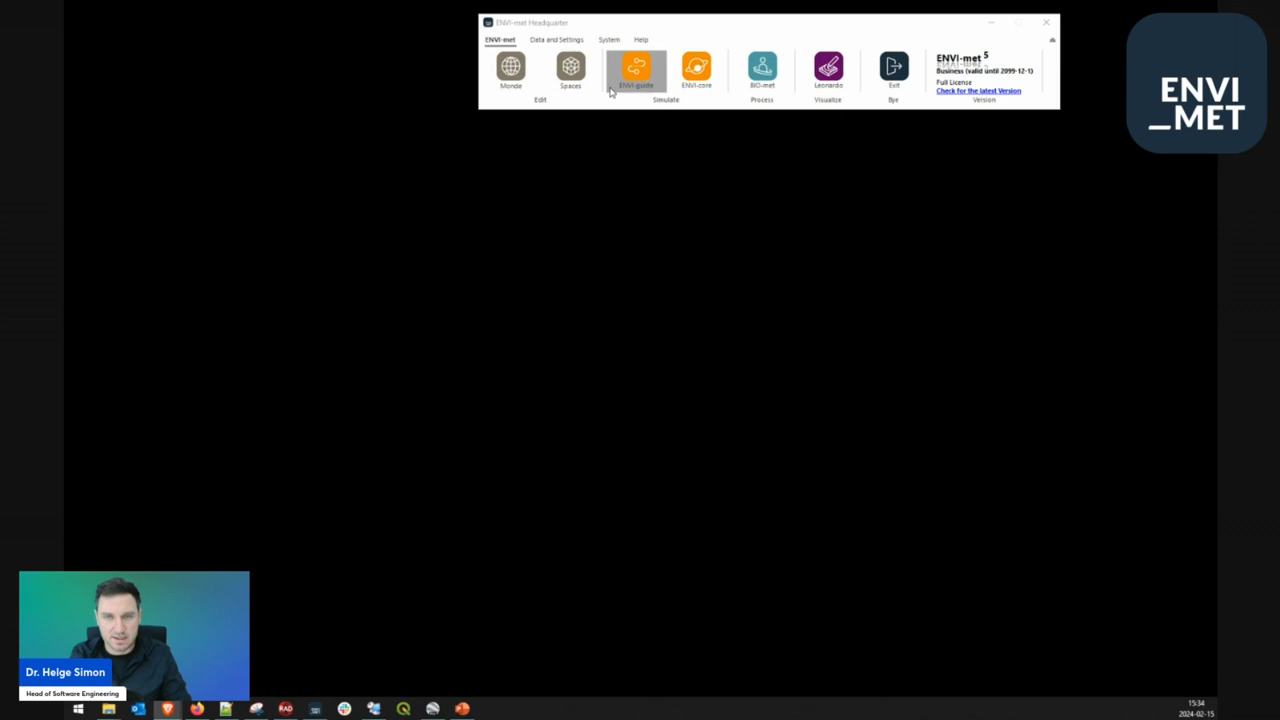 ENVI-met Headquarter
ENVI-met Data and Settings System Help
Monde Spaces ENVI-guide ENVI-core BIO-met Leonardo Exit
Edit Simulate Process Visualize Bye Version
ENVI-met 5
Business (valid until 2099-12-1)
Full License
Check for the latest Version
ENVI
_MET
Dr. Helge Simon
Head of Software Engineering
RAD
15:34
2024-02-15